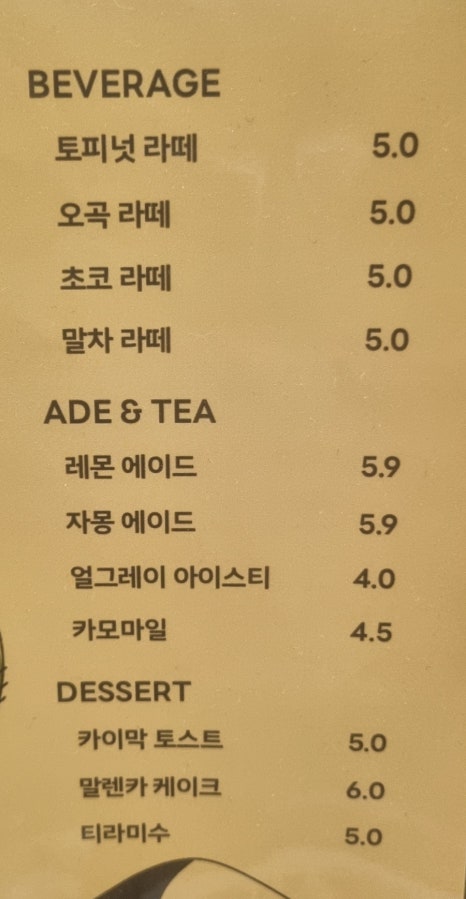 BEVERAGE
토피넛 라떼 5.0
오곡 라떼 5.0
초코 라떼 5.0
말차 라떼 5.0
ADE & TEA
레몬 에이드 5.9
자몽 에이드 5.9
얼그레이 아이스티 4.0
카모마일 4.5
DESSERT
카이막 토스트 5.0
말렌카 케이크 6.0
티라미수 5.0